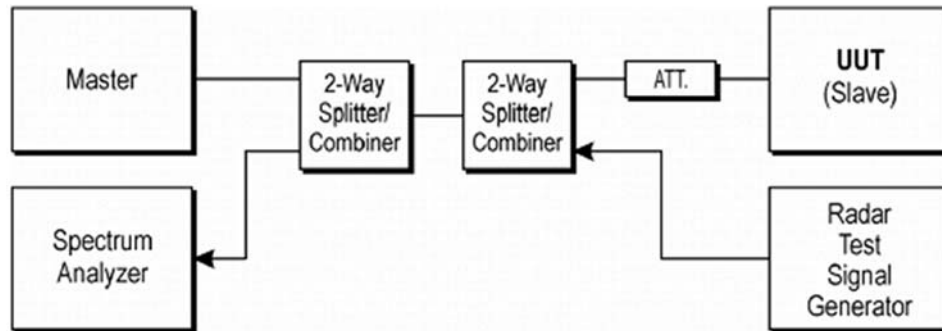 Master
2-Way
Splitter/
Combiner
2-Way
Splitter/
Combiner
ATT.
UUT
(Slave)
Spectrum
Analyzer
Radar
Test
Signal
Generator